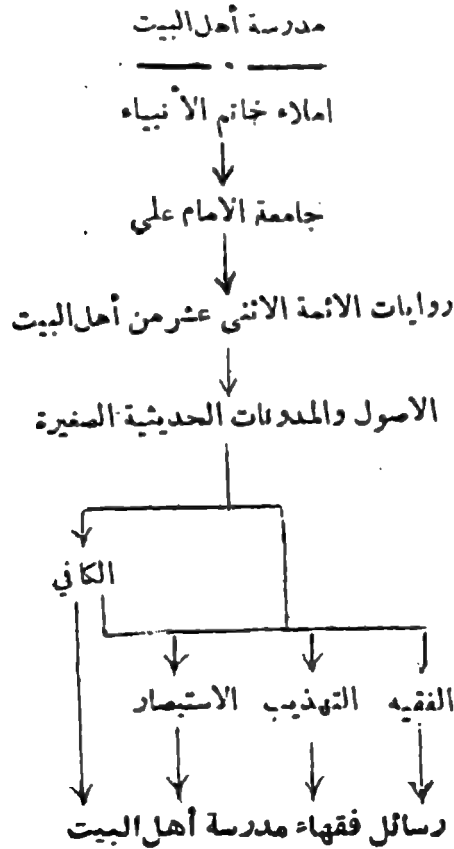 مدرسة أهل البيت
املاء خاتم الأنبياء
جامعة الامام علي
روايات الائمة الاثنى عشر من أهل البيت
الاصول والمدونات الحديثية الصغيرة
الكافي
الفقيه التهذيب الاستبصار
رسائل فقهاء مدرسة أهل البيت